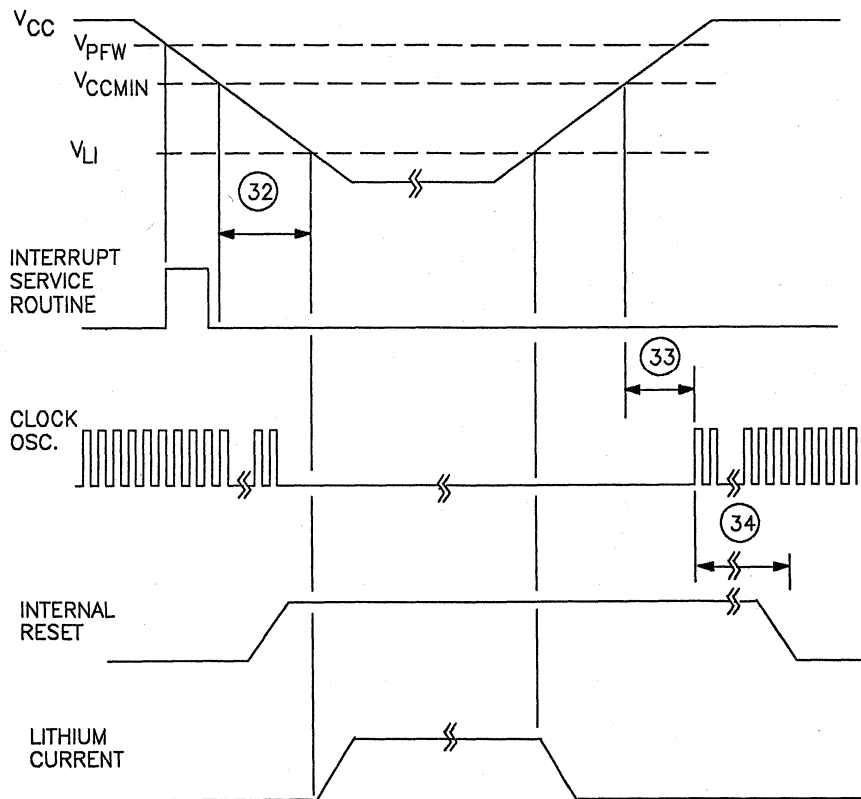 VCC
VPFW
VCCMIN
VLI
32
INTERRUPT
SERVICE
ROUTINE
33
CLOCK
OSC.
34
INTERNAL
RESET
LITHIUM
CURRENT